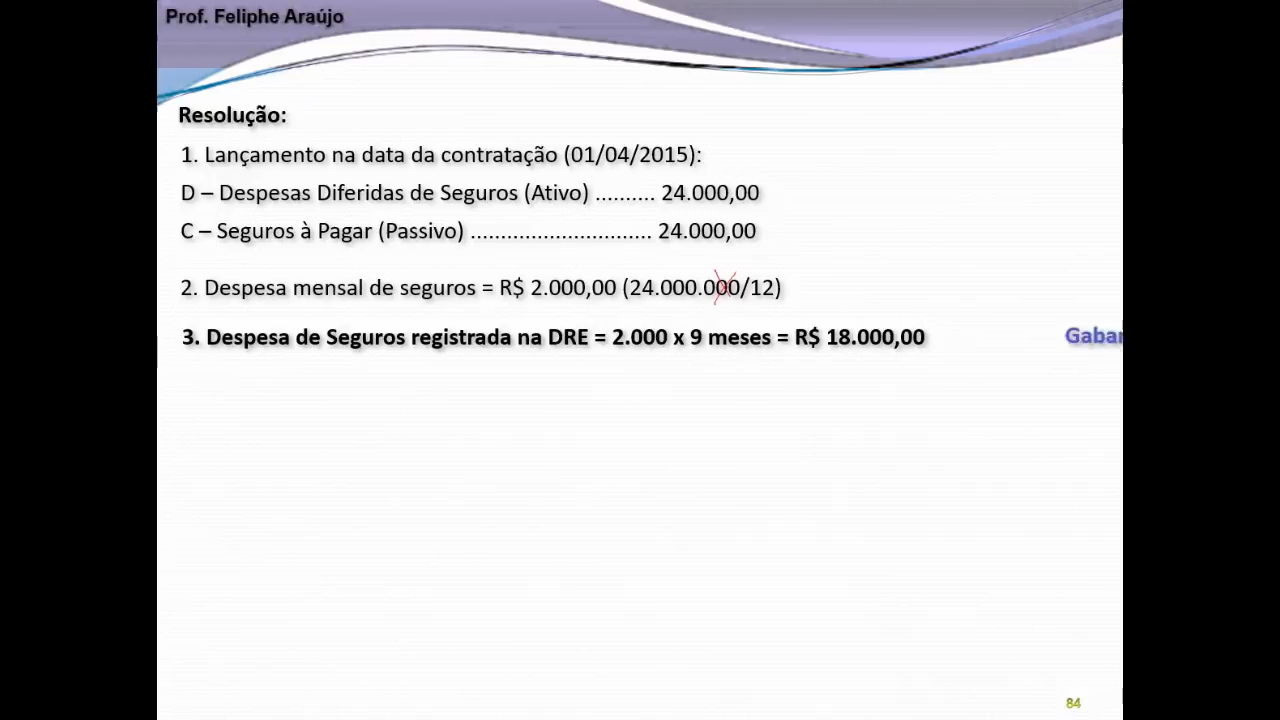 Prof. Feliphe Araújo
Resolução:
1. Lançamento na data da contratação (01/04/2015):
D – Despesas Diferidas de Seguros (Ativo) .......... 24.000,00
C – Seguros à Pagar (Passivo) .............................. 24.000,00
2. Despesa mensal de seguros = R$ 2.000,00 (24.000.000/12)
3. Despesa de Seguros registrada na DRE = 2.000 x 9 meses = R$ 18.000,00
84